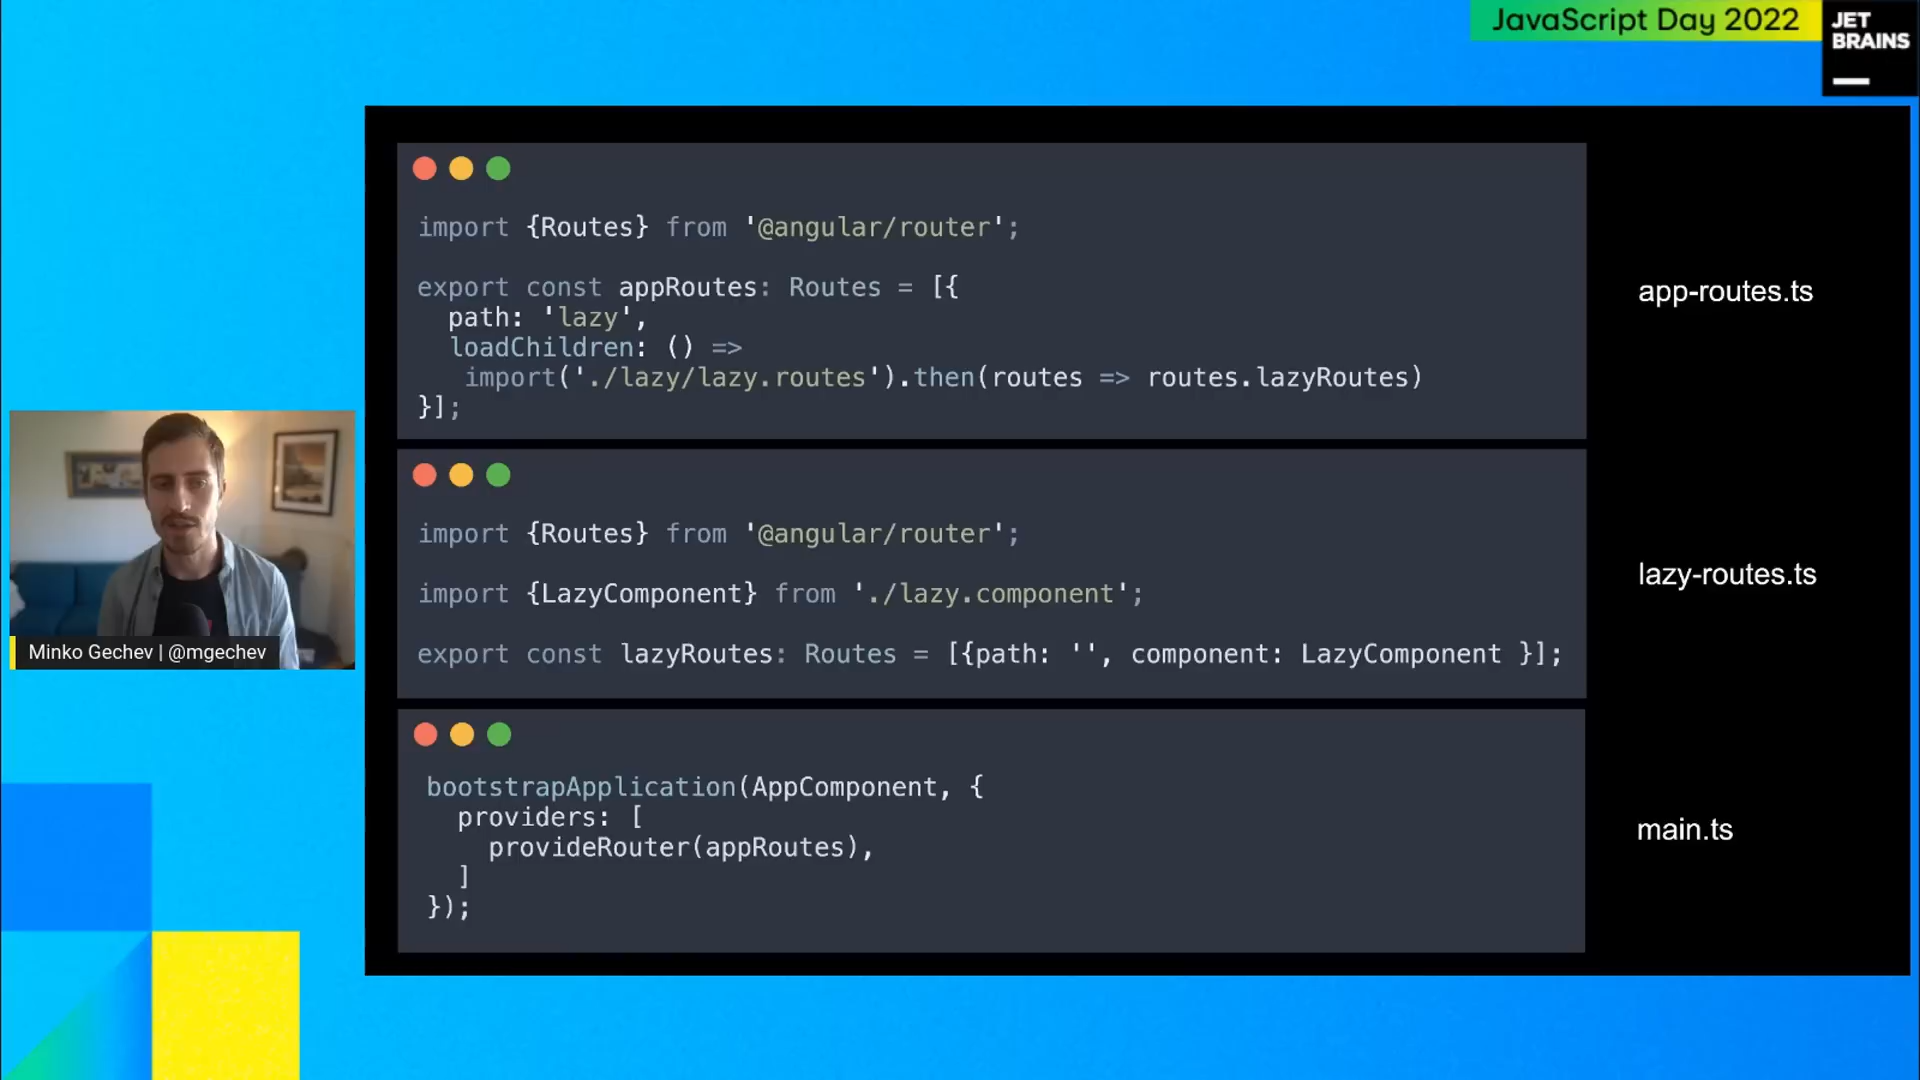 JavaScript Day 2022
JET
BRAINS
import {Routes} from '@angular/router';
export const appRoutes: Routes = [{
path: 'lazy',
loadChildren: () =>
import('./lazy/lazy.routes').then(routes => routes.lazyRoutes)
}];
app-routes.ts
import {Routes} from '@angular/router';
import {LazyComponent} from './lazy.component';
export const lazyRoutes: Routes = [{path: '', component: LazyComponent }];
lazy-routes.ts
Minko Gechev | @mgechev
bootstrapApplication(AppComponent, {
providers: [
provideRouter(appRoutes),
]
});
main.ts